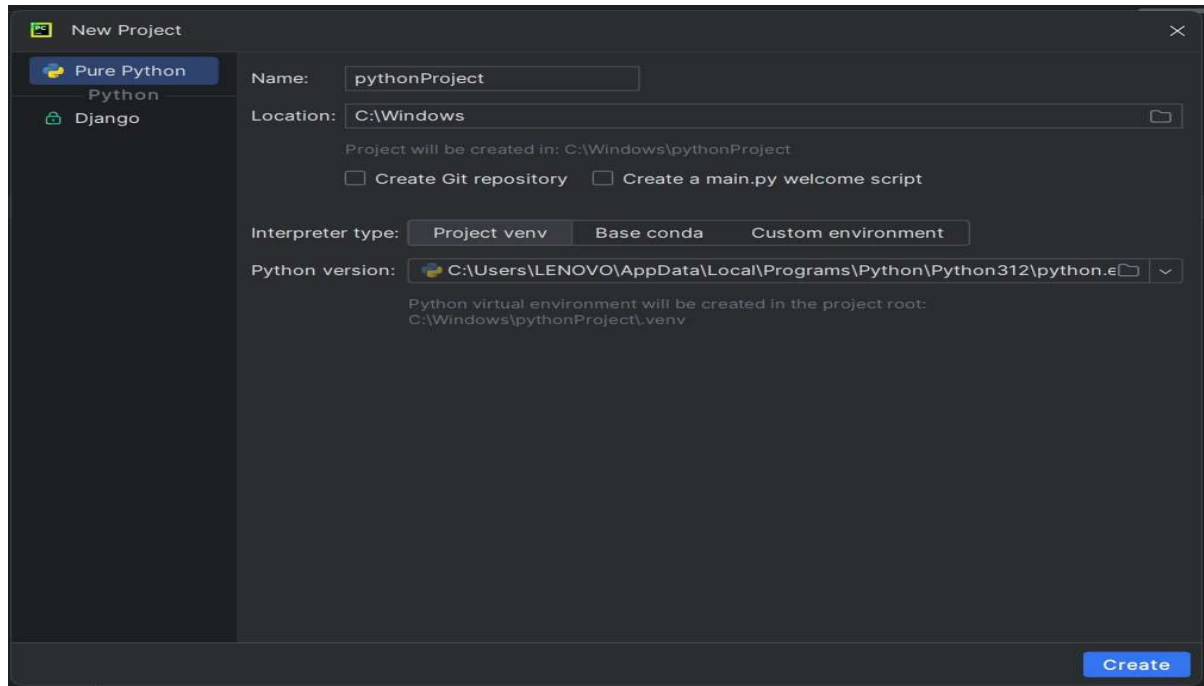 PC New Project
Pure Python
Python
Django
Name: pythonProject
Location: C:\Windows
Project will be created in: C:\Windows\pythonProject
Create Git repository Create a main.py welcome script
Interpreter type: Project venv Base conda Custom environment
Python version: C:\Users\LENOVO\AppData\Local\Programs\Python\Python312\python.e
Python virtual environment will be created in the project root:
C:\Windows\pythonProject\.venv
Create